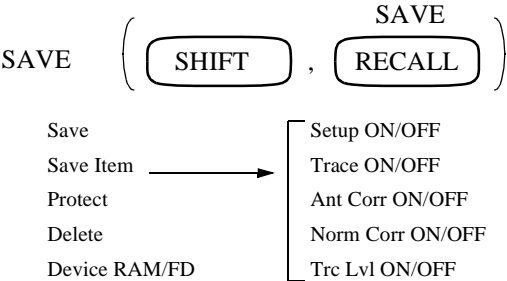 SAVE
SAVE ( SHIFT , RECALL )
Save Setup ON/OFF
Save Item Trace ON/OFF
Protect Ant Corr ON/OFF
Delete Norm Corr ON/OFF
Device RAM/FD Trc Lvl ON/OFF